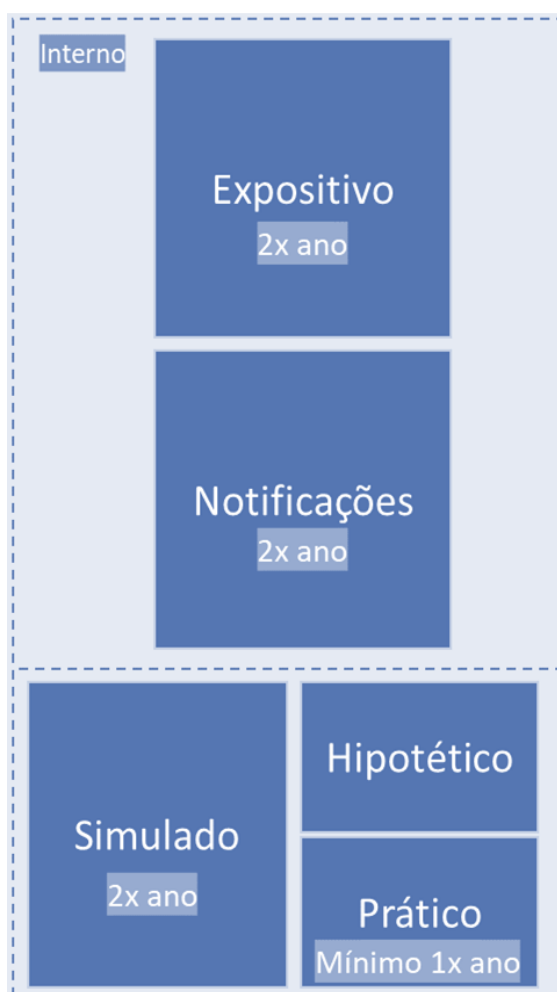 Interno
Expositivo
2x ano
Notificações
2x ano
Simulado
2x ano
Hipotético
Prático
Mínimo 1x ano